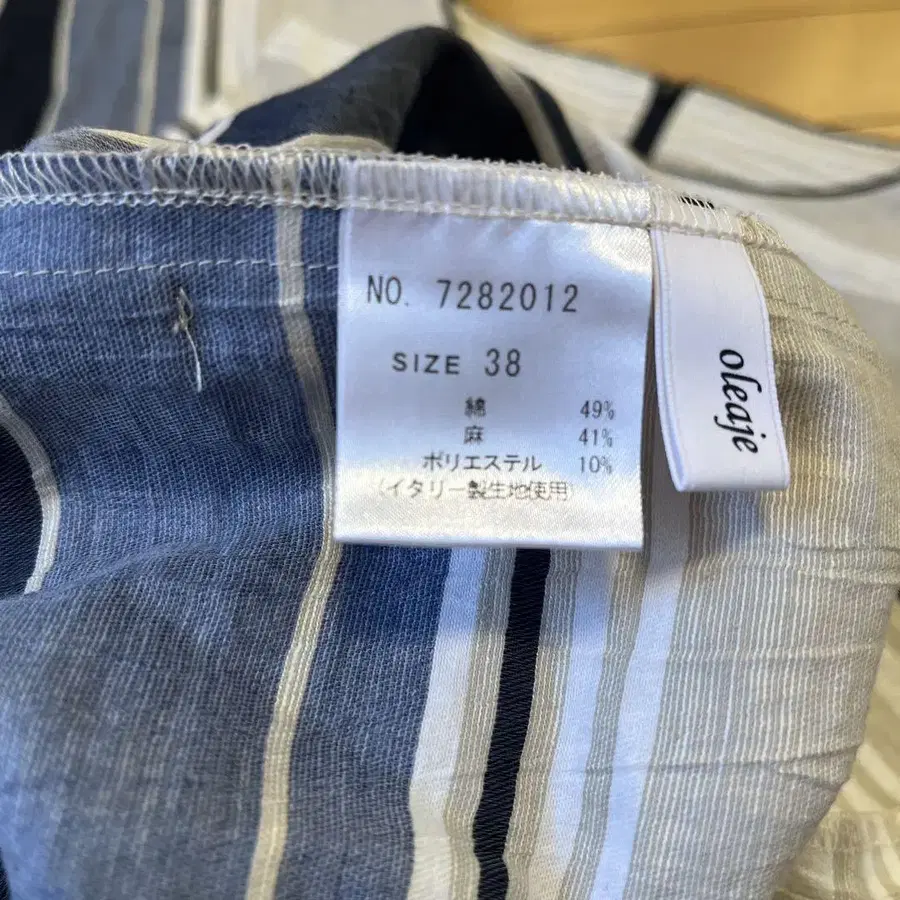 NO. 7282012
SIZE 38
綿 49%
麻 41%
ポリエステル 10%
(イタリー製生地使用)
oleaje